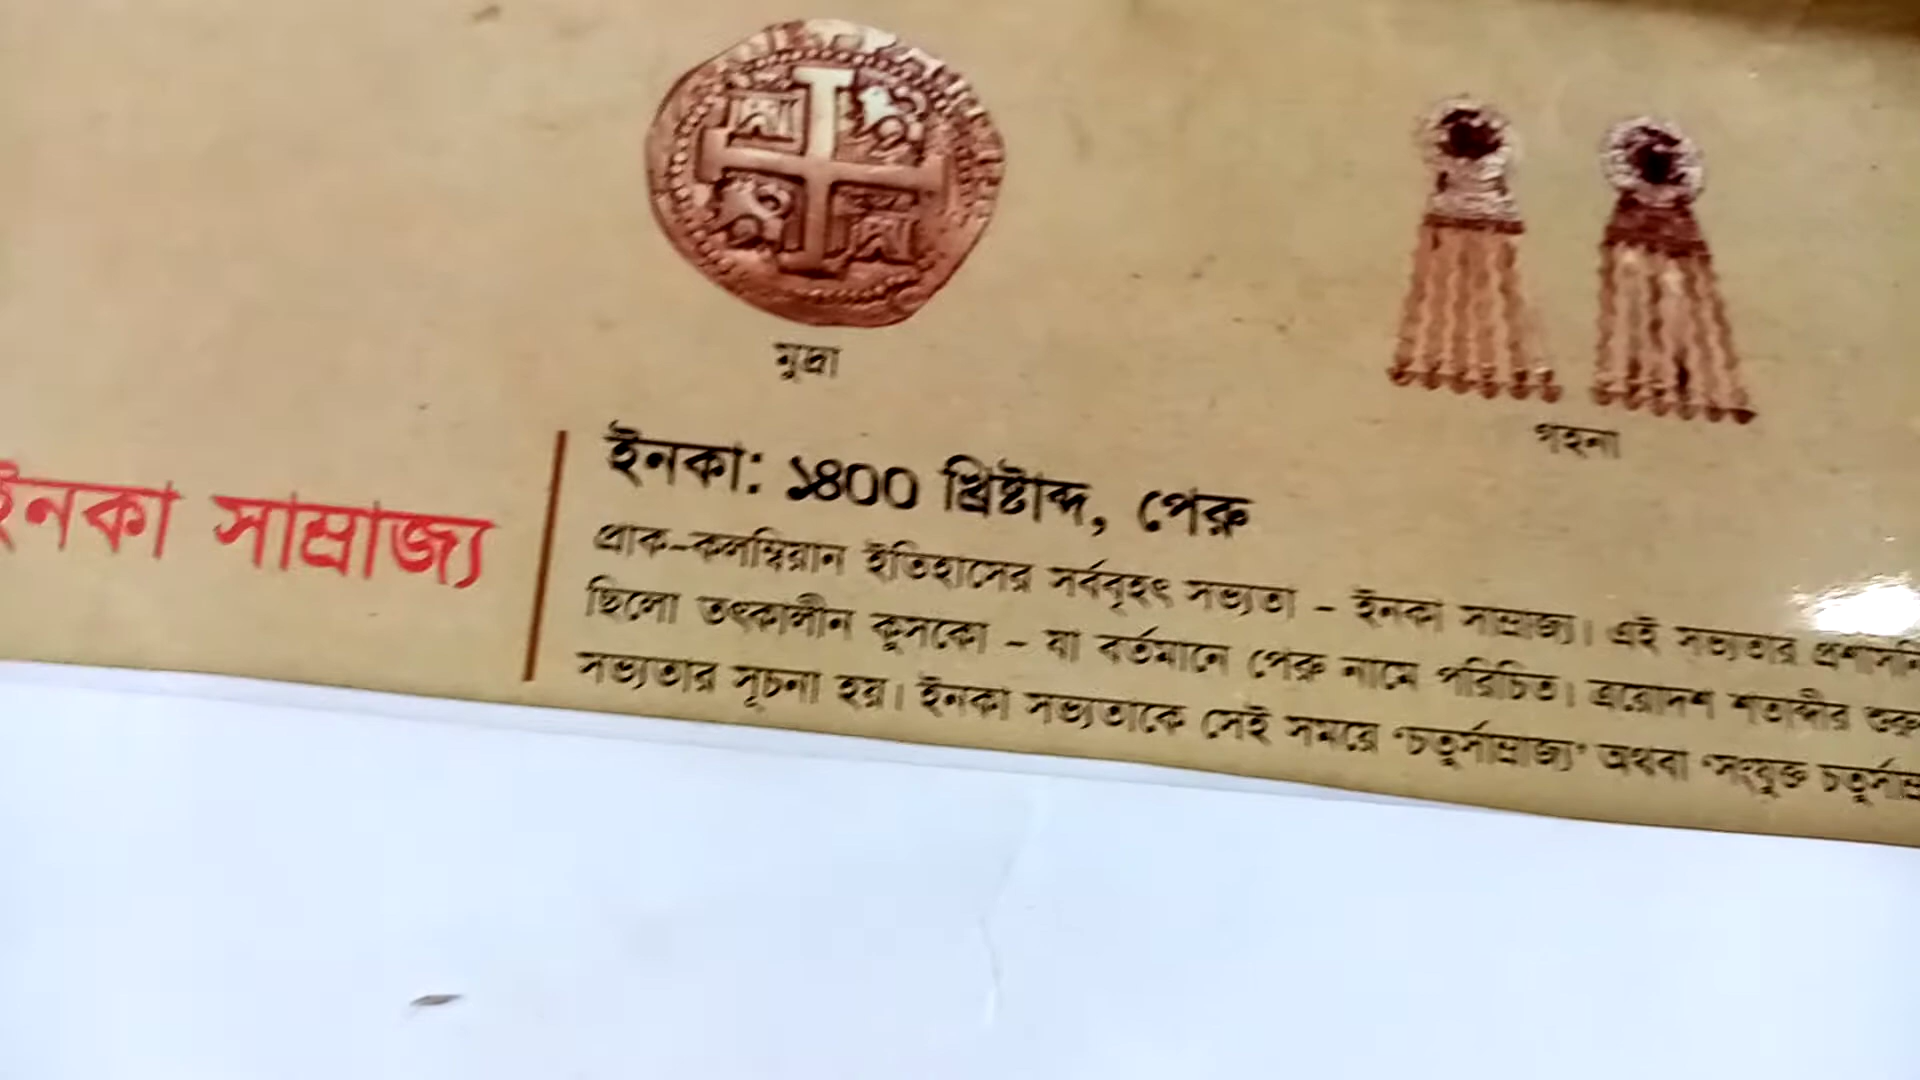 মুদ্রা
গহনা
ইনকা সাম্রাজ্য
ইনকা: ১৪০০ খ্রিষ্টাব্দ, পেরু
প্রাক-কলম্বিয়ান ইতিহাসের সর্ববৃহৎ সভ্যতা - ইনকা সাম্রাজ্য। এই সভ্যতার
ছিলো তৎকালীন কুসকো - যা বর্তমানে পেরু নামে পরিচিত। ত্রয়োদশ শতাব্দীর
সভ্যতার সূচনা হয়। ইনকা সভ্যতাকে সেই সময়ে 'চতুর্সাম্রাজ্য' অথবা 'সংযুক্ত